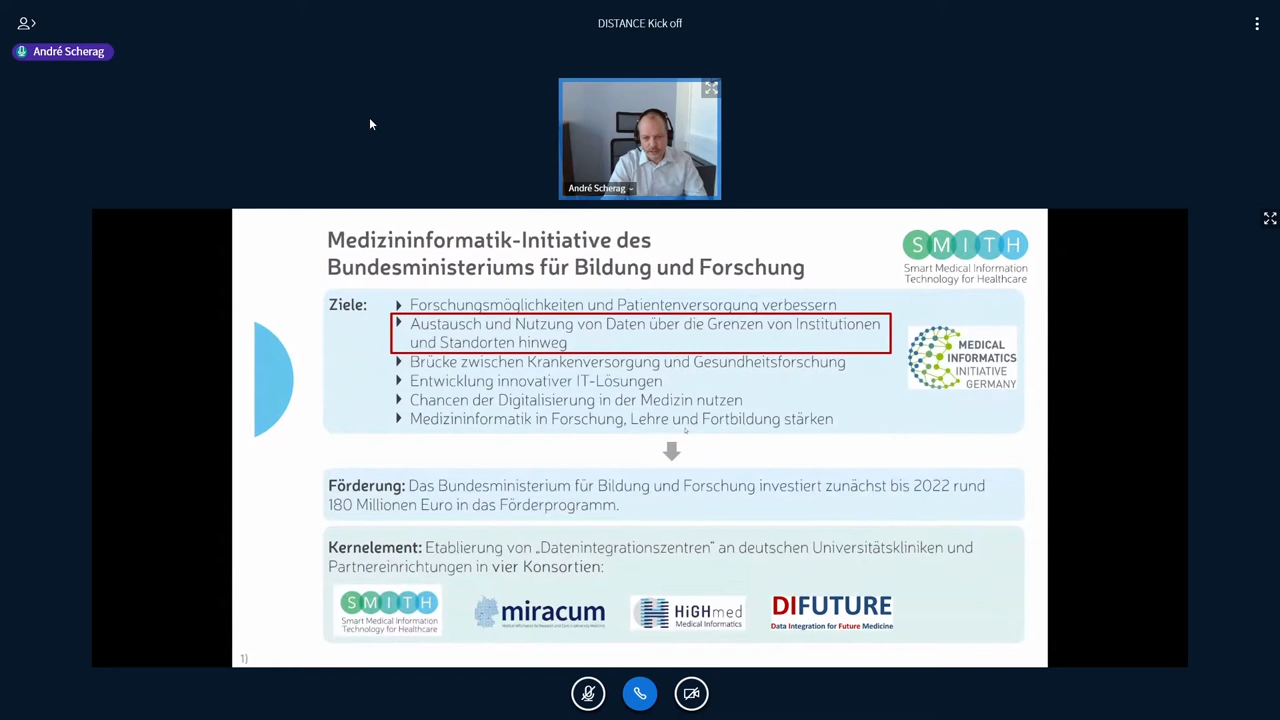 DISTANCE Kick off
André Scherag
André Scherag
Medizininformatik-Initiative des
Bundesministeriums für Bildung und Forschung
SMITH
Smart Medical Information
Technology for Healthcare
Ziele:
Forschungsmöglichkeiten und Patientenversorgung verbessern
Austausch und Nutzung von Daten über die Grenzen von Institutionen
und Standorten hinweg
Brücke zwischen Krankenversorgung und Gesundheitsforschung
Entwicklung innovativer IT-Lösungen
Chancen der Digitalisierung in der Medizin nutzen
Medizininformatik in Forschung, Lehre und Fortbildung stärken
MEDICAL
INFORMATICS
INITIATIVE
GERMANY
Förderung: Das Bundesministerium für Bildung und Forschung investiert zunächst bis 2022 rund
180 Millionen Euro in das Förderprogramm.
Kernelement: Etablierung von „Datenintegrationszentren” an deutschen Universitätskliniken und
Partnereinrichtungen in vier Konsortien:
SMITH
Smart Medical Information
Technology for Healthcare
miracum
HiGHmed
Medical Informatics
DIFUTURE
Data Integration for Future Medicine
1)